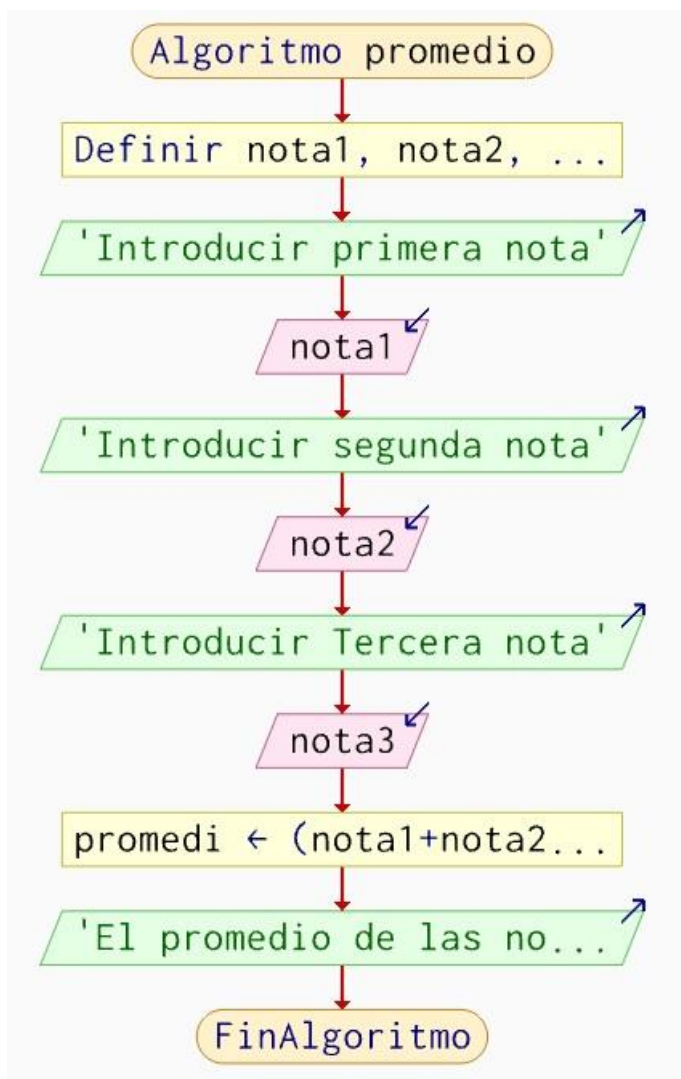 Algoritmo promedio
Definir nota1, nota2, ...
'Introducir primera nota'
nota1
'Introducir segunda nota'
nota2
'Introducir Tercera nota'
nota3
promedi ← (nota1+nota2...
'El promedio de las no...
FinAlgoritmo